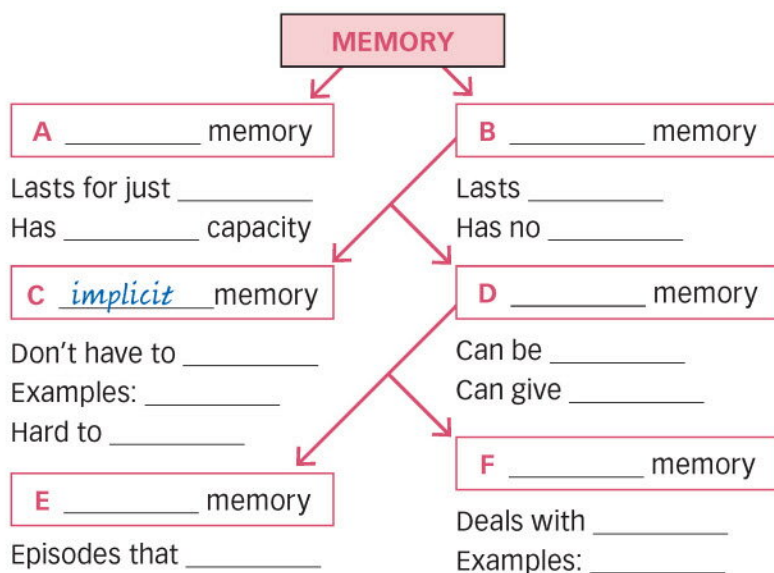 MEMORY
A __________ memory
Lasts for just __________
Has __________ capacity
B __________ memory
Lasts __________
Has no __________
C implicit memory
Don't have to __________
Examples: __________
Hard to __________
D __________ memory
Can be __________
Can give __________
E __________ memory
Episodes that __________
F __________ memory
Deals with __________
Examples: __________